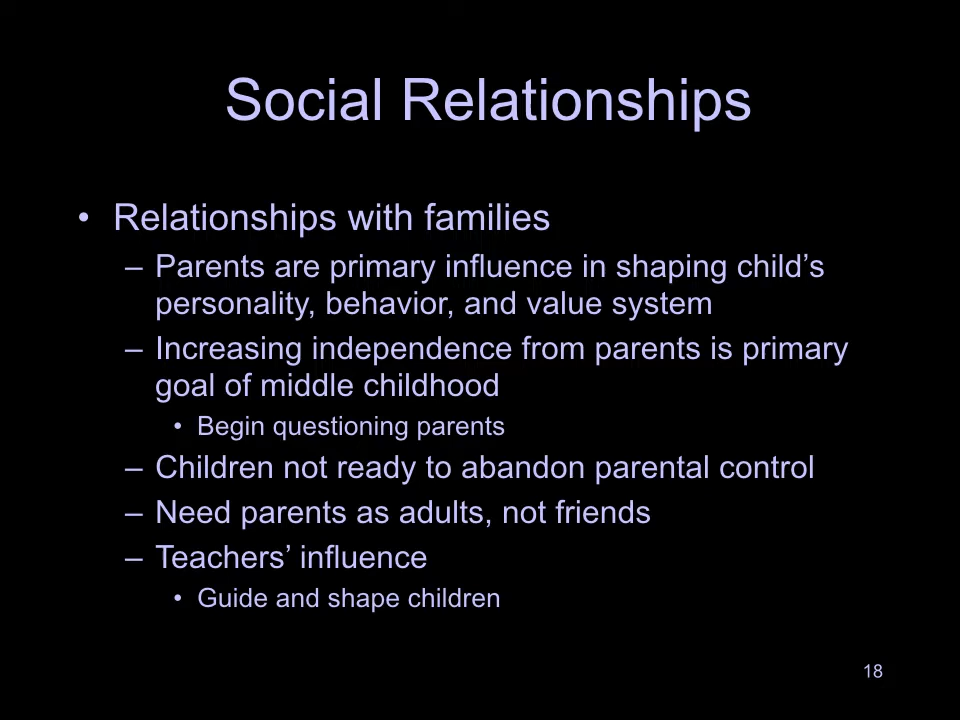 Social Relationships
• Relationships with families
– Parents are primary influence in shaping child’s
personality, behavior, and value system
– Increasing independence from parents is primary
goal of middle childhood
• Begin questioning parents
– Children not ready to abandon parental control
– Need parents as adults, not friends
– Teachers’ influence
• Guide and shape children
18